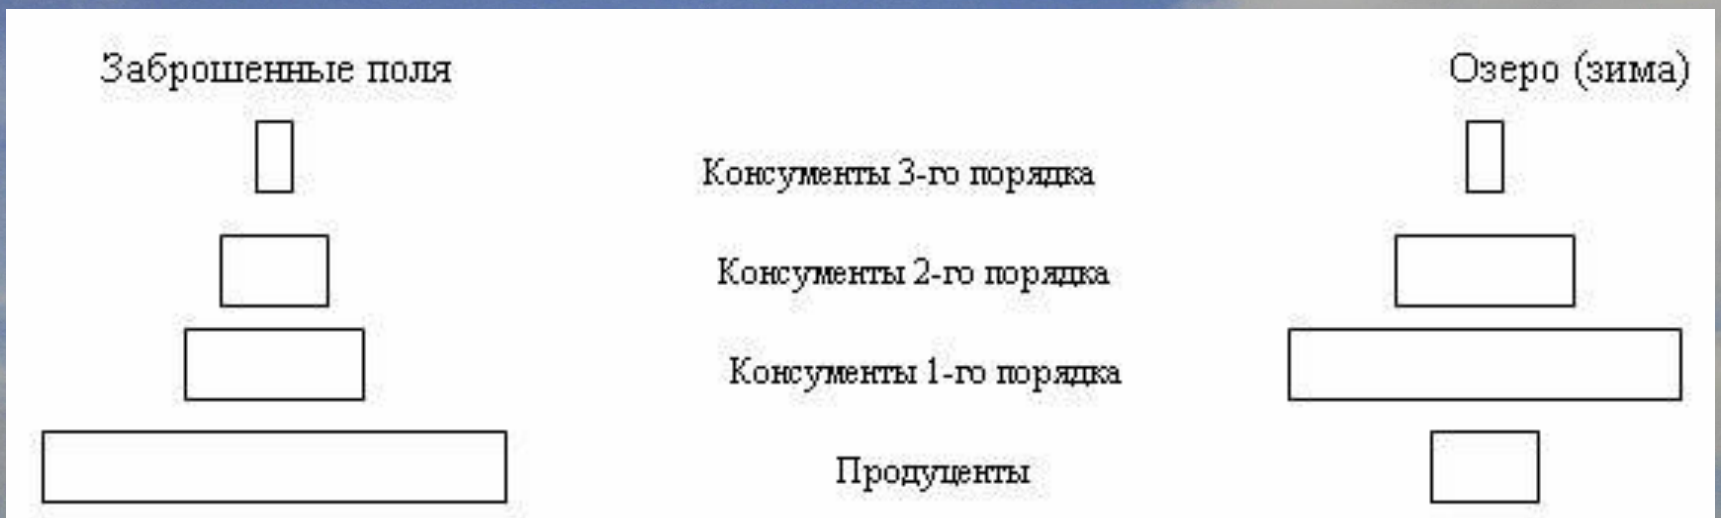 Заброшенные поля
Озеро (зима)
Консументы 3-го порядка
Консументы 2-го порядка
Консументы 1-го порядка
Продуценты